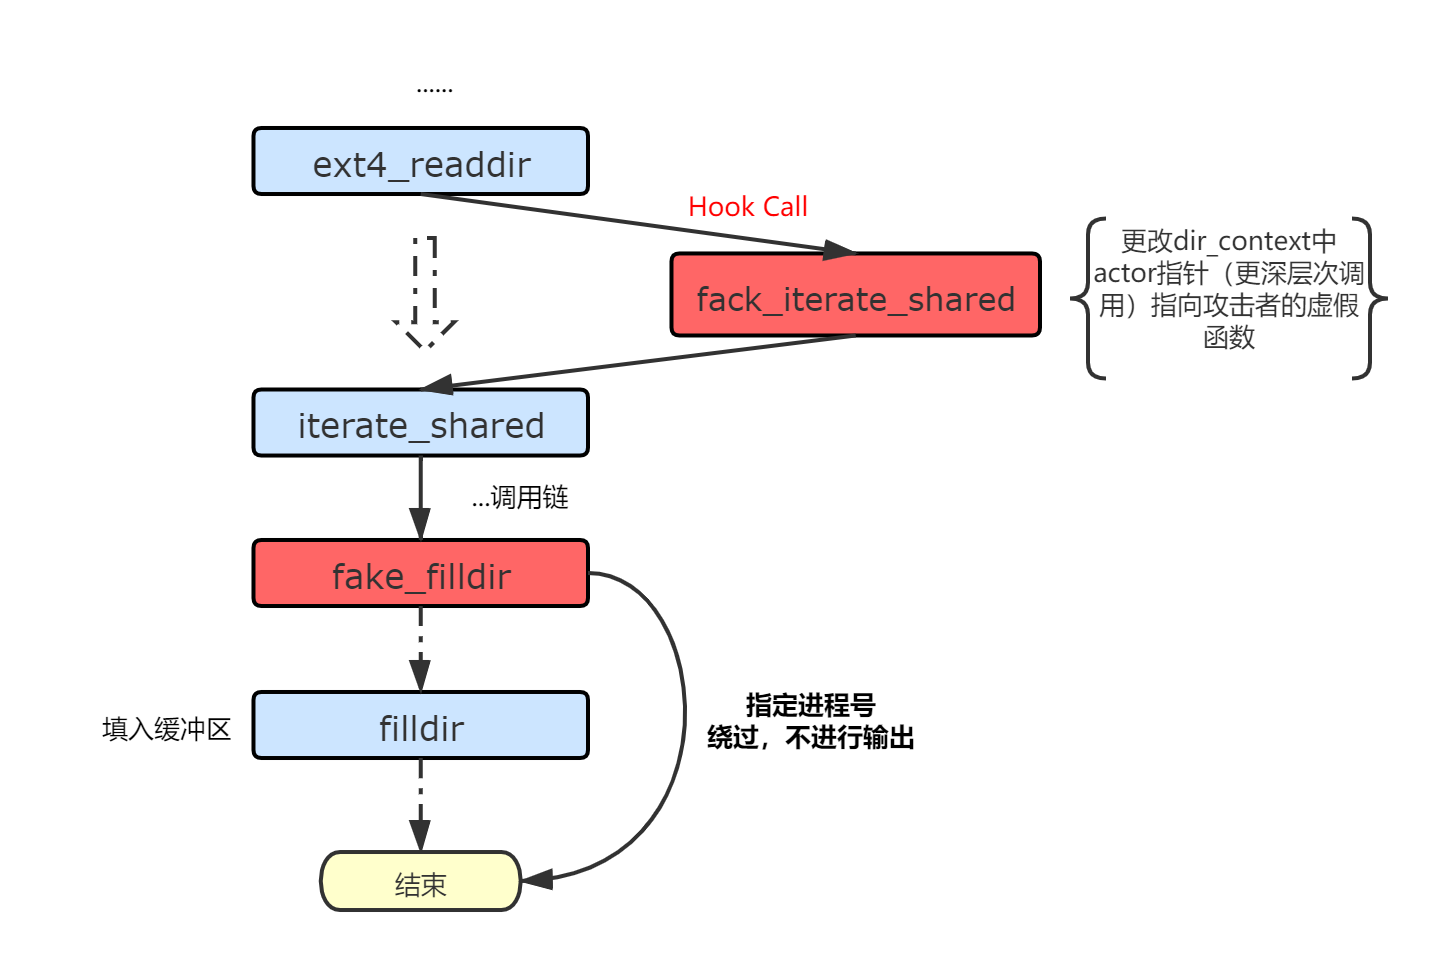 ......
ext4_readdir
Hook Call
fack_iterate_shared
更改dir_context中
actor指针（更深层次调
用）指向攻击者的虚假
函数
iterate_shared
...调用链
fake_filldir
filldir
填入缓冲区
指定进程号
绕过，不进行输出
结束